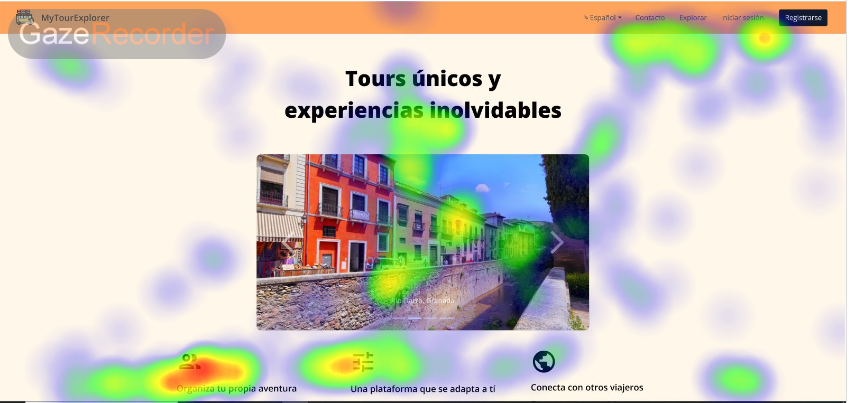 MyTourExplorer
Español
Contacto
Explorar
Iniciar sesión
Registrarse
GazeRecorder
Tours únicos y
experiencias inolvidables
Granada
Organiza tu propia aventura
Una plataforma que se adapta a tí
Conecta con otros viajeros